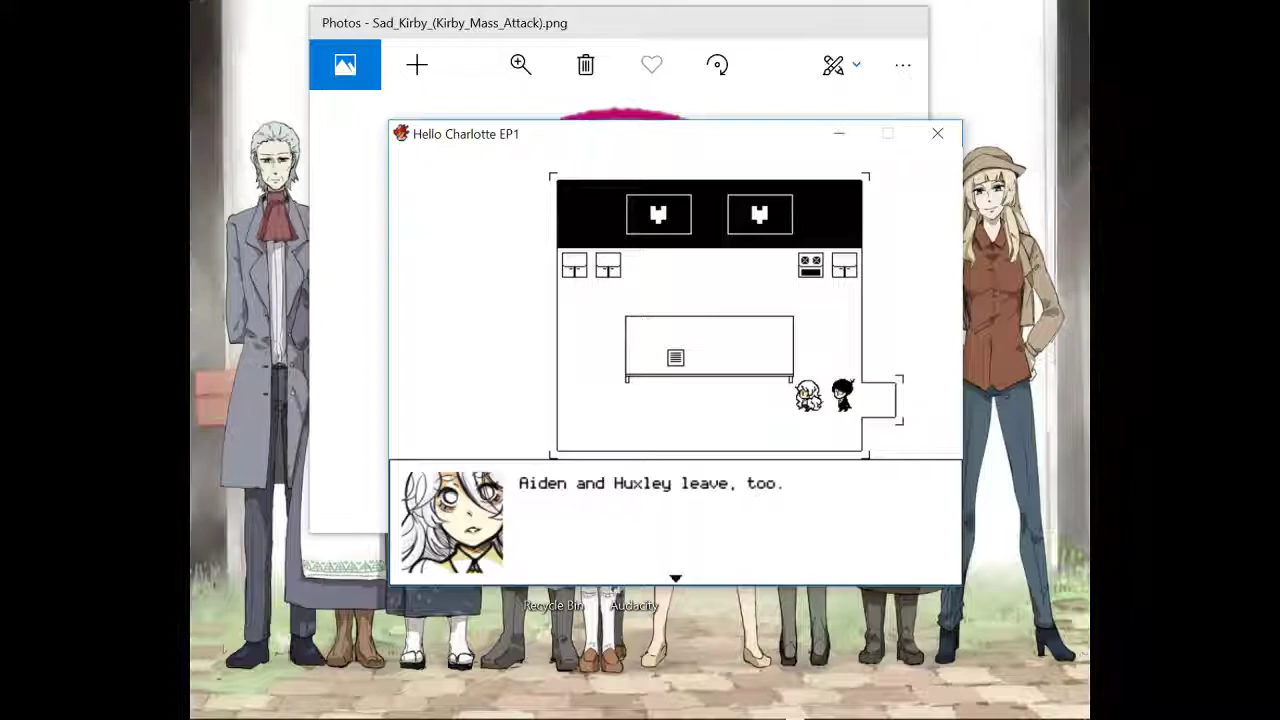 Photos - Sad_Kirby_(Kirby_Mass_Attack).png
Hello Charlotte EP1
Aiden and Huxley leave, too.
Recycle Bin Audacity